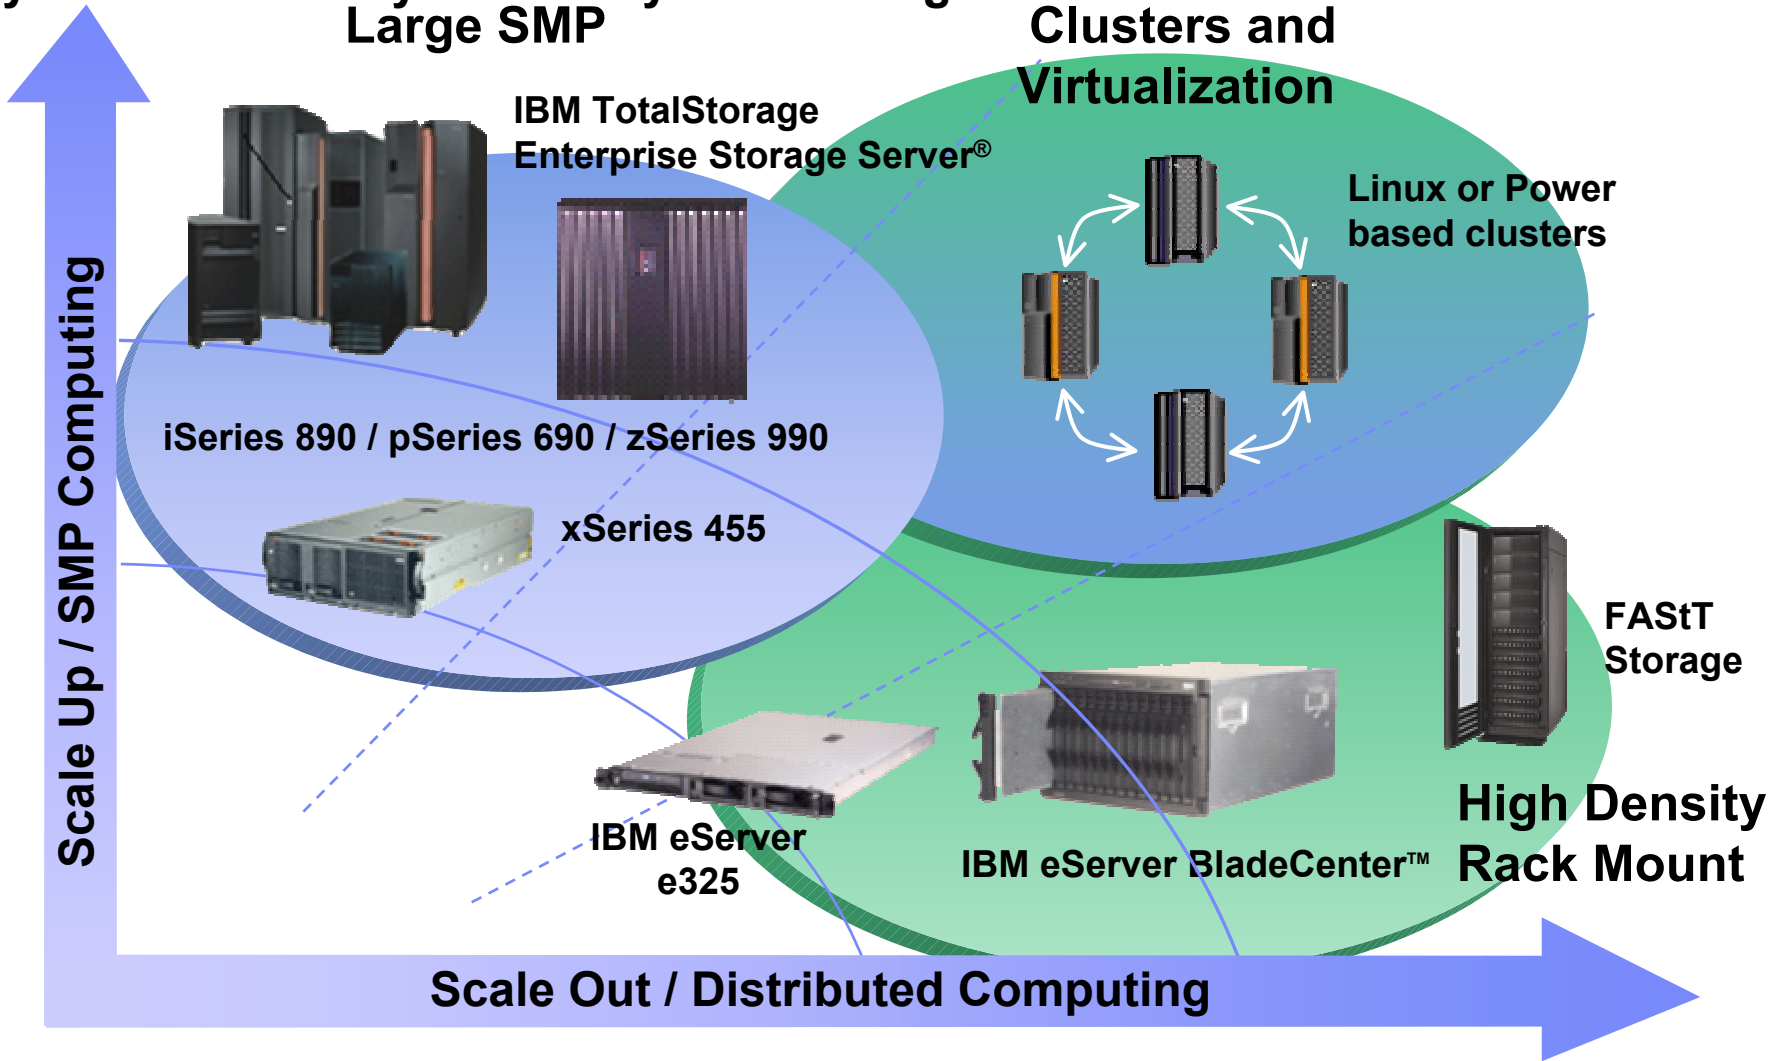 Large SMP
Clusters and
Virtualization
IBM TotalStorage
Enterprise Storage Server®
Linux or Power
based clusters
iSeries 890 / pSeries 690 / zSeries 990
xSeries 455
FAStT
Storage
IBM eServer
e325
IBM eServer BladeCenter™
High Density
Rack Mount
Scale Up / SMP Computing
Scale Out / Distributed Computing